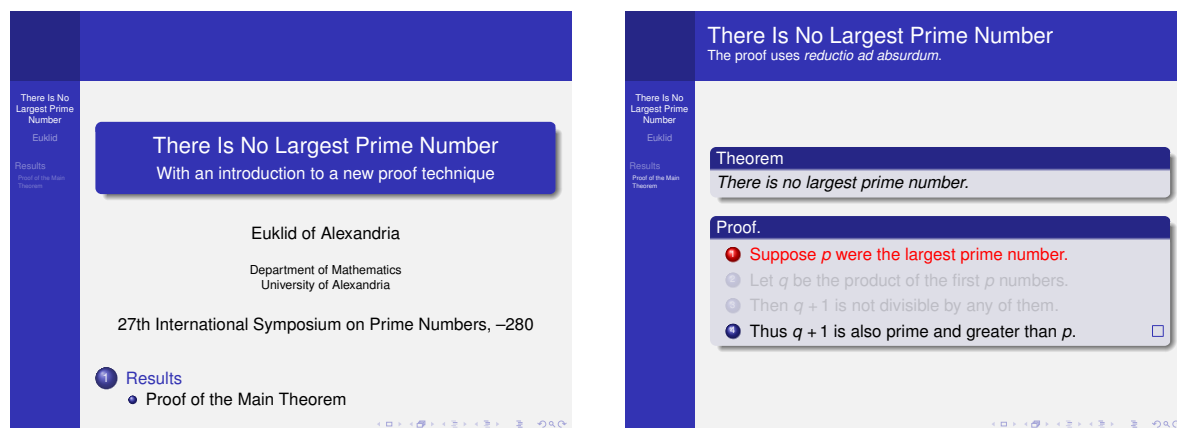 There Is No
Largest Prime
Number
Euklid
Results
Proof of the Main
Theorem
There Is No Largest Prime Number
With an introduction to a new proof technique
Euklid of Alexandria
Department of Mathematics
University of Alexandria
27th International Symposium on Prime Numbers, –280
1 Results
Proof of the Main Theorem
There Is No Largest Prime Number
The proof uses reductio ad absurdum.
There Is No
Largest Prime
Number
Euklid
Results
Proof of the Main
Theorem
Theorem
There is no largest prime number.
Proof.
1 Suppose p were the largest prime number.
2 Let q be the product of the first p numbers.
3 Then q + 1 is not divisible by any of them.
4 Thus q + 1 is also prime and greater than p. □